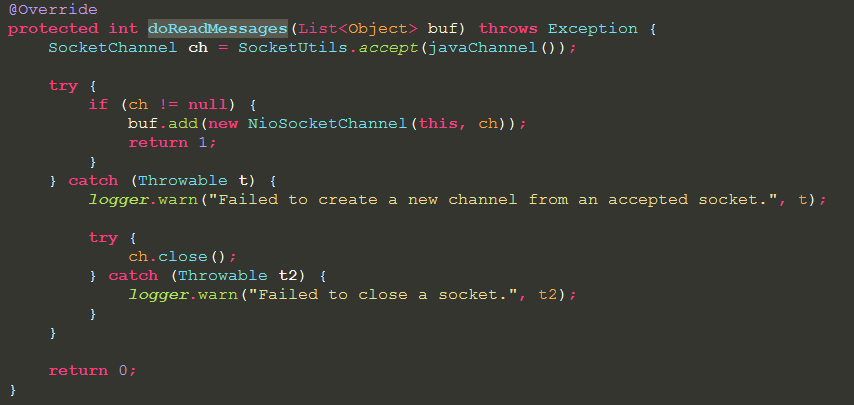 @Override
protected int doReadMessages(List<Object> buf) throws Exception {
    SocketChannel ch = SocketUtils.accept(javaChannel());

    try {
        if (ch != null) {
            buf.add(new NioSocketChannel(this, ch));
            return 1;
        }
    } catch (Throwable t) {
        logger.warn("Failed to create a new channel from an accepted socket.", t);

        try {
            ch.close();
        } catch (Throwable t2) {
            logger.warn("Failed to close a socket.", t2);
        }
    }

    return 0;
}